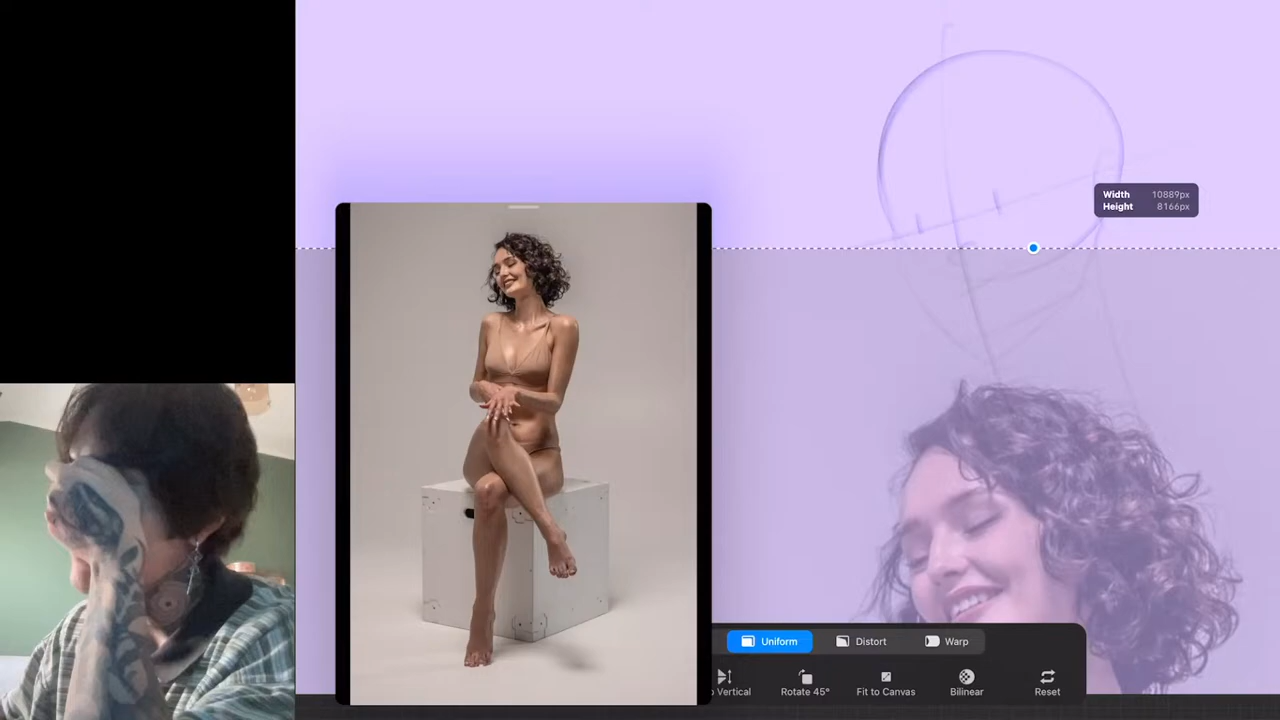 Width 10889px
Height 8166px
Uniform Distort Warp
Vertical Rotate 45° Fit to Canvas Bilinear Reset